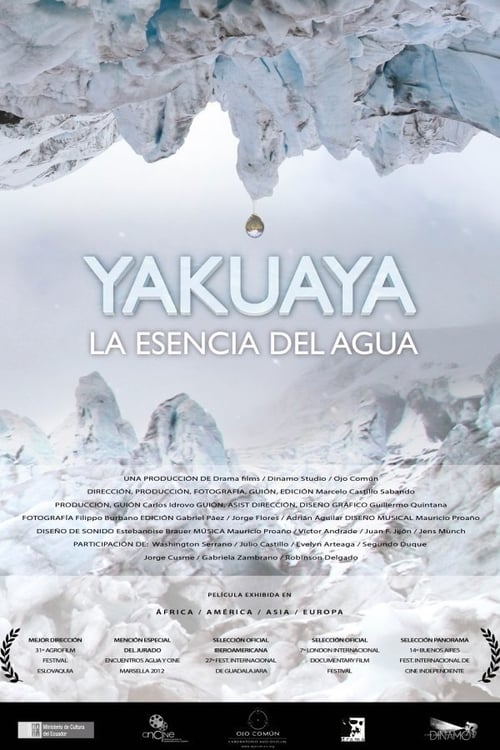 YAKUAYA
LA ESENCIA DEL AGUA
UNA PRODUCCIÓN DE Drama films / Dinamo Studio / Ojo Común
DIRECCIÓN, PRODUCCIÓN, FOTOGRAFÍA, GUIÓN, EDICIÓN Marcelo Castillo Sabando
PRODUCCIÓN, GUIÓN Carlos Idrovo GUIÓN, ASIST DIRECCIÓN, DISEÑO GRÁFICO Guillermo Quintana
FOTOGRAFÍA Filippo Burbano EDICIÓN Gabriel Páez / Jorge Flores / Adrián Aguilar DISEÑO MUSICAL Mauricio Proaño
DISEÑO DE SONIDO Estebanoise Brauer MÚSICA Mauricio Proaño / Victor Andrade / Juan F. Jijón / Jens Münch
PARTICIPACIÓN DE: Washington Serrano / Julio Castillo / Evelyn Arteaga / Segundo Duque
Jorge Cusme / Gabriela Zambrano / Robinson Delgado
PELÍCULA EXHIBIDA EN
ÁFRICA / AMÉRICA / ASIA / EUROPA
MEJOR DIRECCIÓN
31º AGROFILM
FESTIVAL
ESLOVAQUIA
MENCIÓN ESPECIAL
DEL JURADO
ENCUENTROS AGUA Y CINE
MARSELLA 2012
SELECCIÓN OFICIAL
IBEROAMERICANA
27º FEST. INTERNACIONAL
DE GUADALAJARA
SELECCIÓN OFICIAL
7º LONDON INTERNACIONAL
DOCUMENTARY FILM
FESTIVAL
SELECCIÓN PANORAMA
14º BUENOS AIRES
FEST. INTERNACIONAL DE
CINE INDEPENDIENTE
Ministerio de Cultura
del Ecuador
cncine
OJO COMÚN
DINAMO